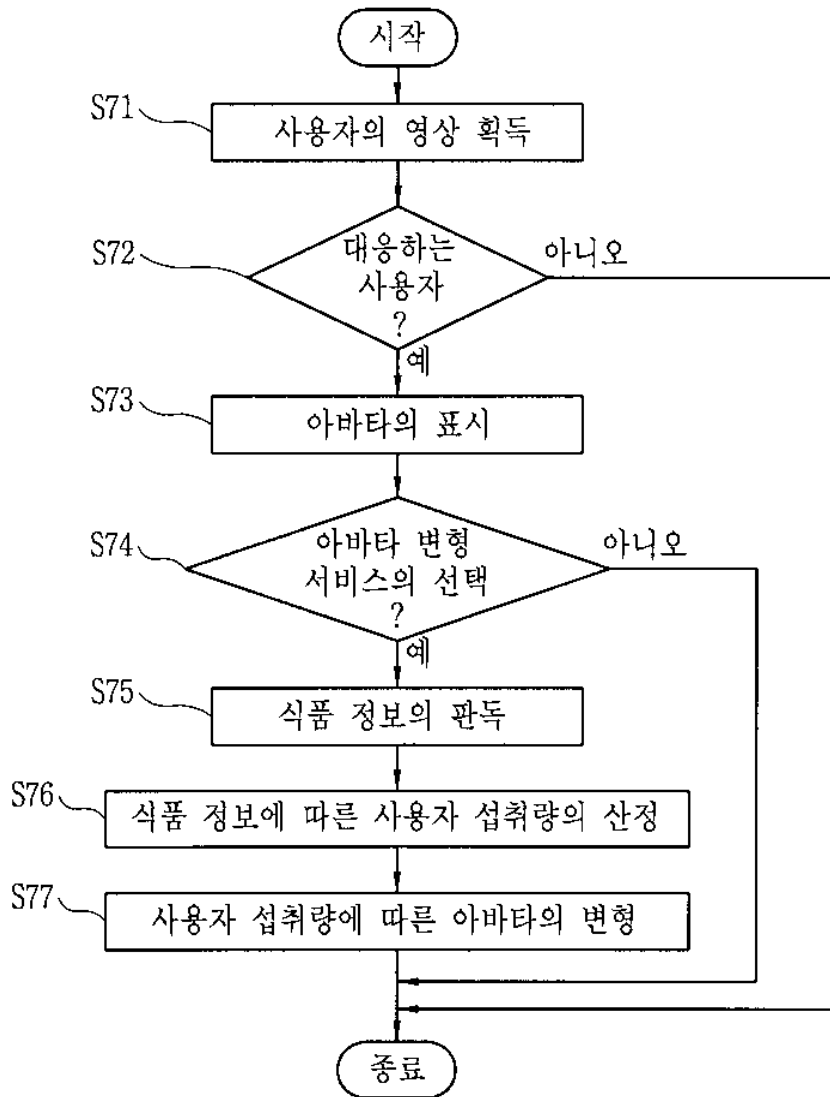 시작
S71
사용자의 영상 획득
S72
대응하는
사용자
?
아니오
예
S73
아바타의 표시
S74
아바타 변형
서비스의 선택
?
아니오
예
S75
식품 정보의 판독
S76
식품 정보에 따른 사용자 섭취량의 산정
S77
사용자 섭취량에 따른 아바타의 변형
종료